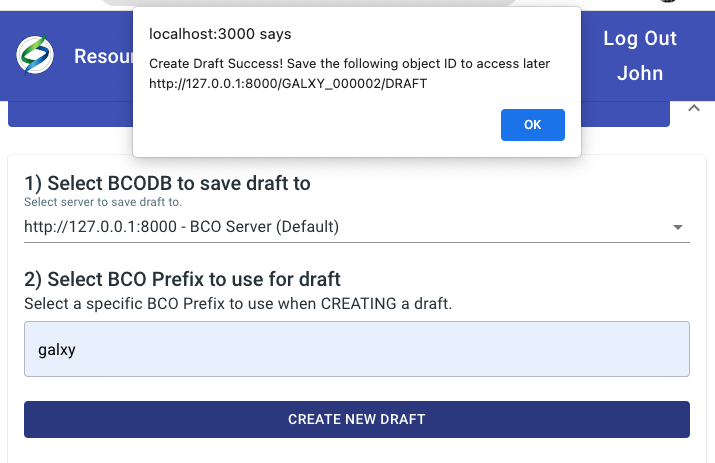 localhost:3000 says
Create Draft Success! Save the following object ID to access later
http://127.0.0.1:8000/GALXY_000002/DRAFT
OK
Resou
Log Out
John
1) Select BCODB to save draft to
Select server to save draft to.
http://127.0.0.1:8000 - BCO Server (Default)
2) Select BCO Prefix to use for draft
Select a specific BCO Prefix to use when CREATING a draft.
galxy
CREATE NEW DRAFT